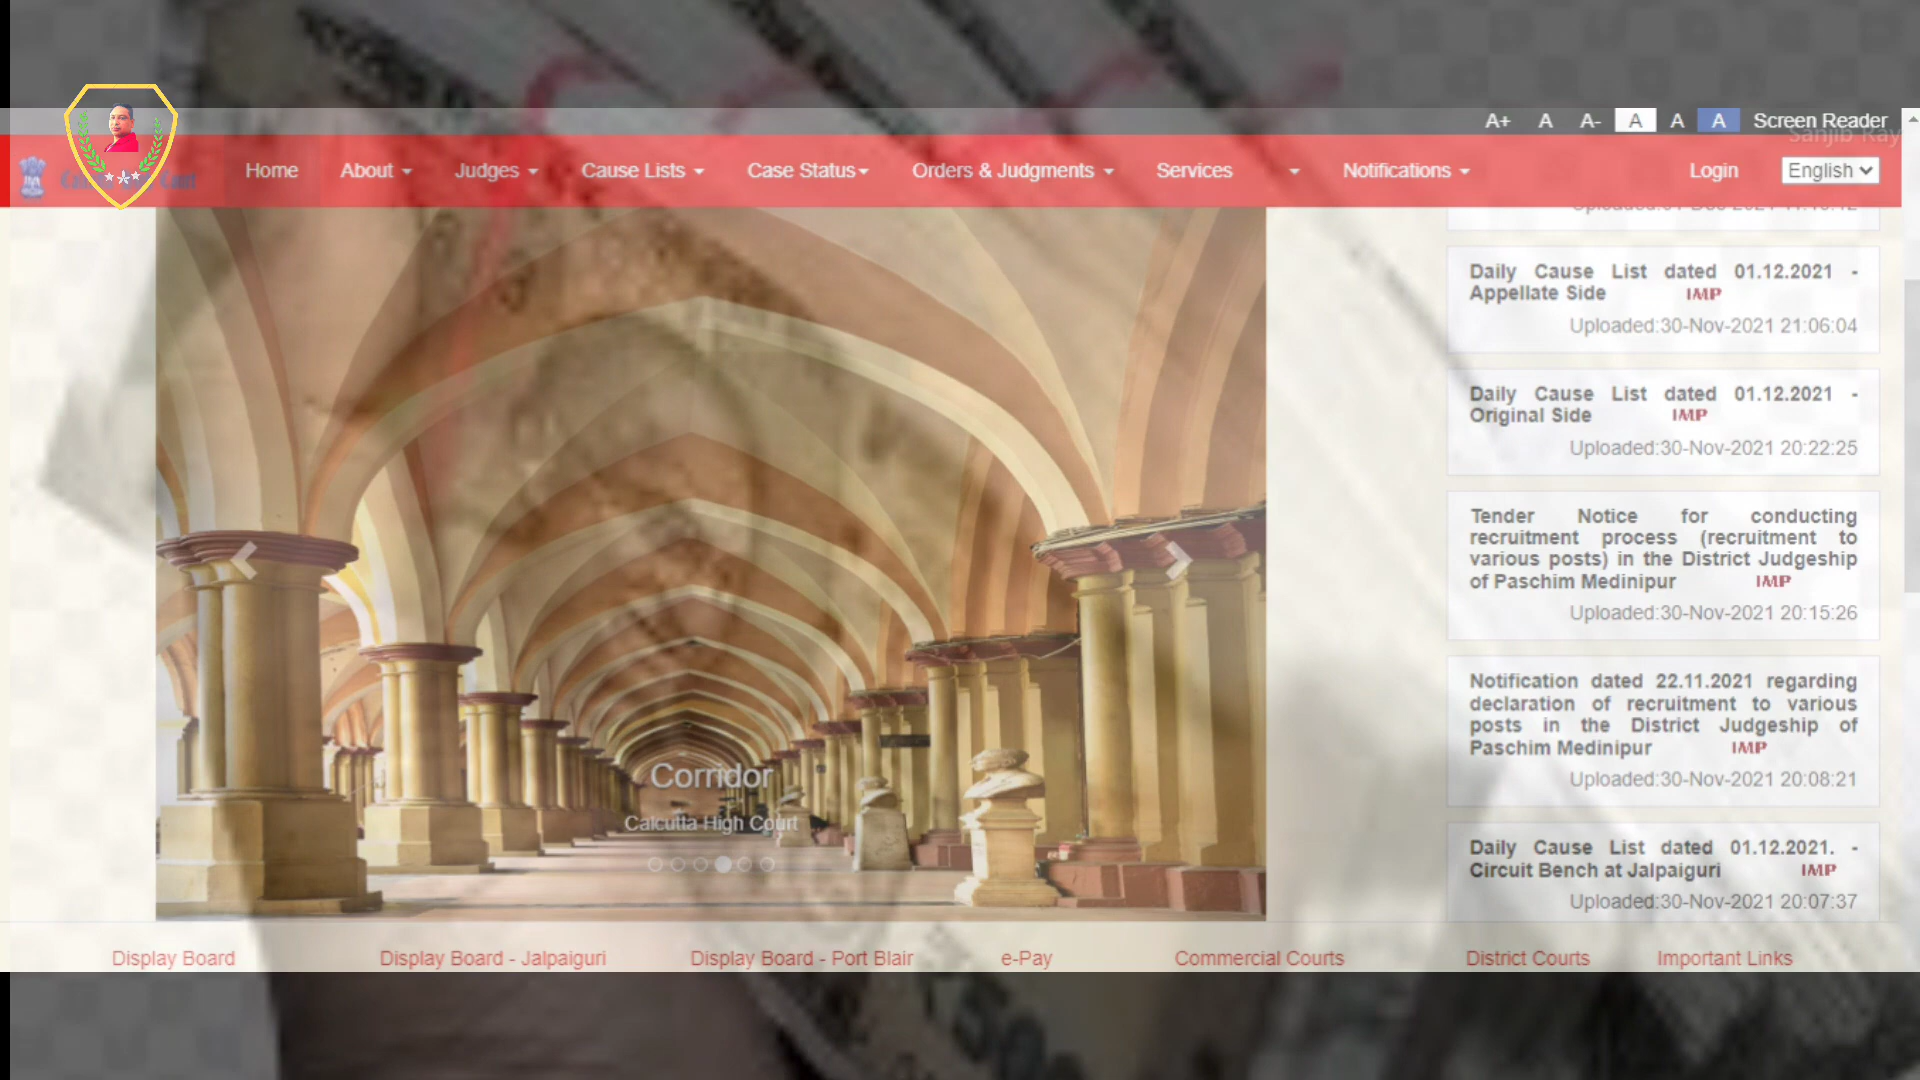 A+ A A- A A A Screen Reader
Sanjib Ray
Home About Judges Cause Lists Case Status Orders & Judgments Services Notifications Login English
Daily Cause List dated 01.12.2021 -
Appellate Side IMP
Uploaded:30-Nov-2021 21:06:04
Daily Cause List dated 01.12.2021 -
Original Side IMP
Uploaded:30-Nov-2021 20:22:25
Tender Notice for conducting
recruitment process (recruitment to
various posts) in the District Judgeship
of Paschim Medinipur IMP
Uploaded:30-Nov-2021 20:15:26
Notification dated 22.11.2021 regarding
declaration of recruitment to various
posts in the District Judgeship of
Paschim Medinipur IMP
Uploaded:30-Nov-2021 20:08:21
Daily Cause List dated 01.12.2021. -
Circuit Bench at Jalpaiguri IMP
Uploaded:30-Nov-2021 20:07:37
Corridor
Calcutta High Court
Display Board Display Board - Jalpaiguri Display Board - Port Blair e-Pay Commercial Courts District Courts Important Links